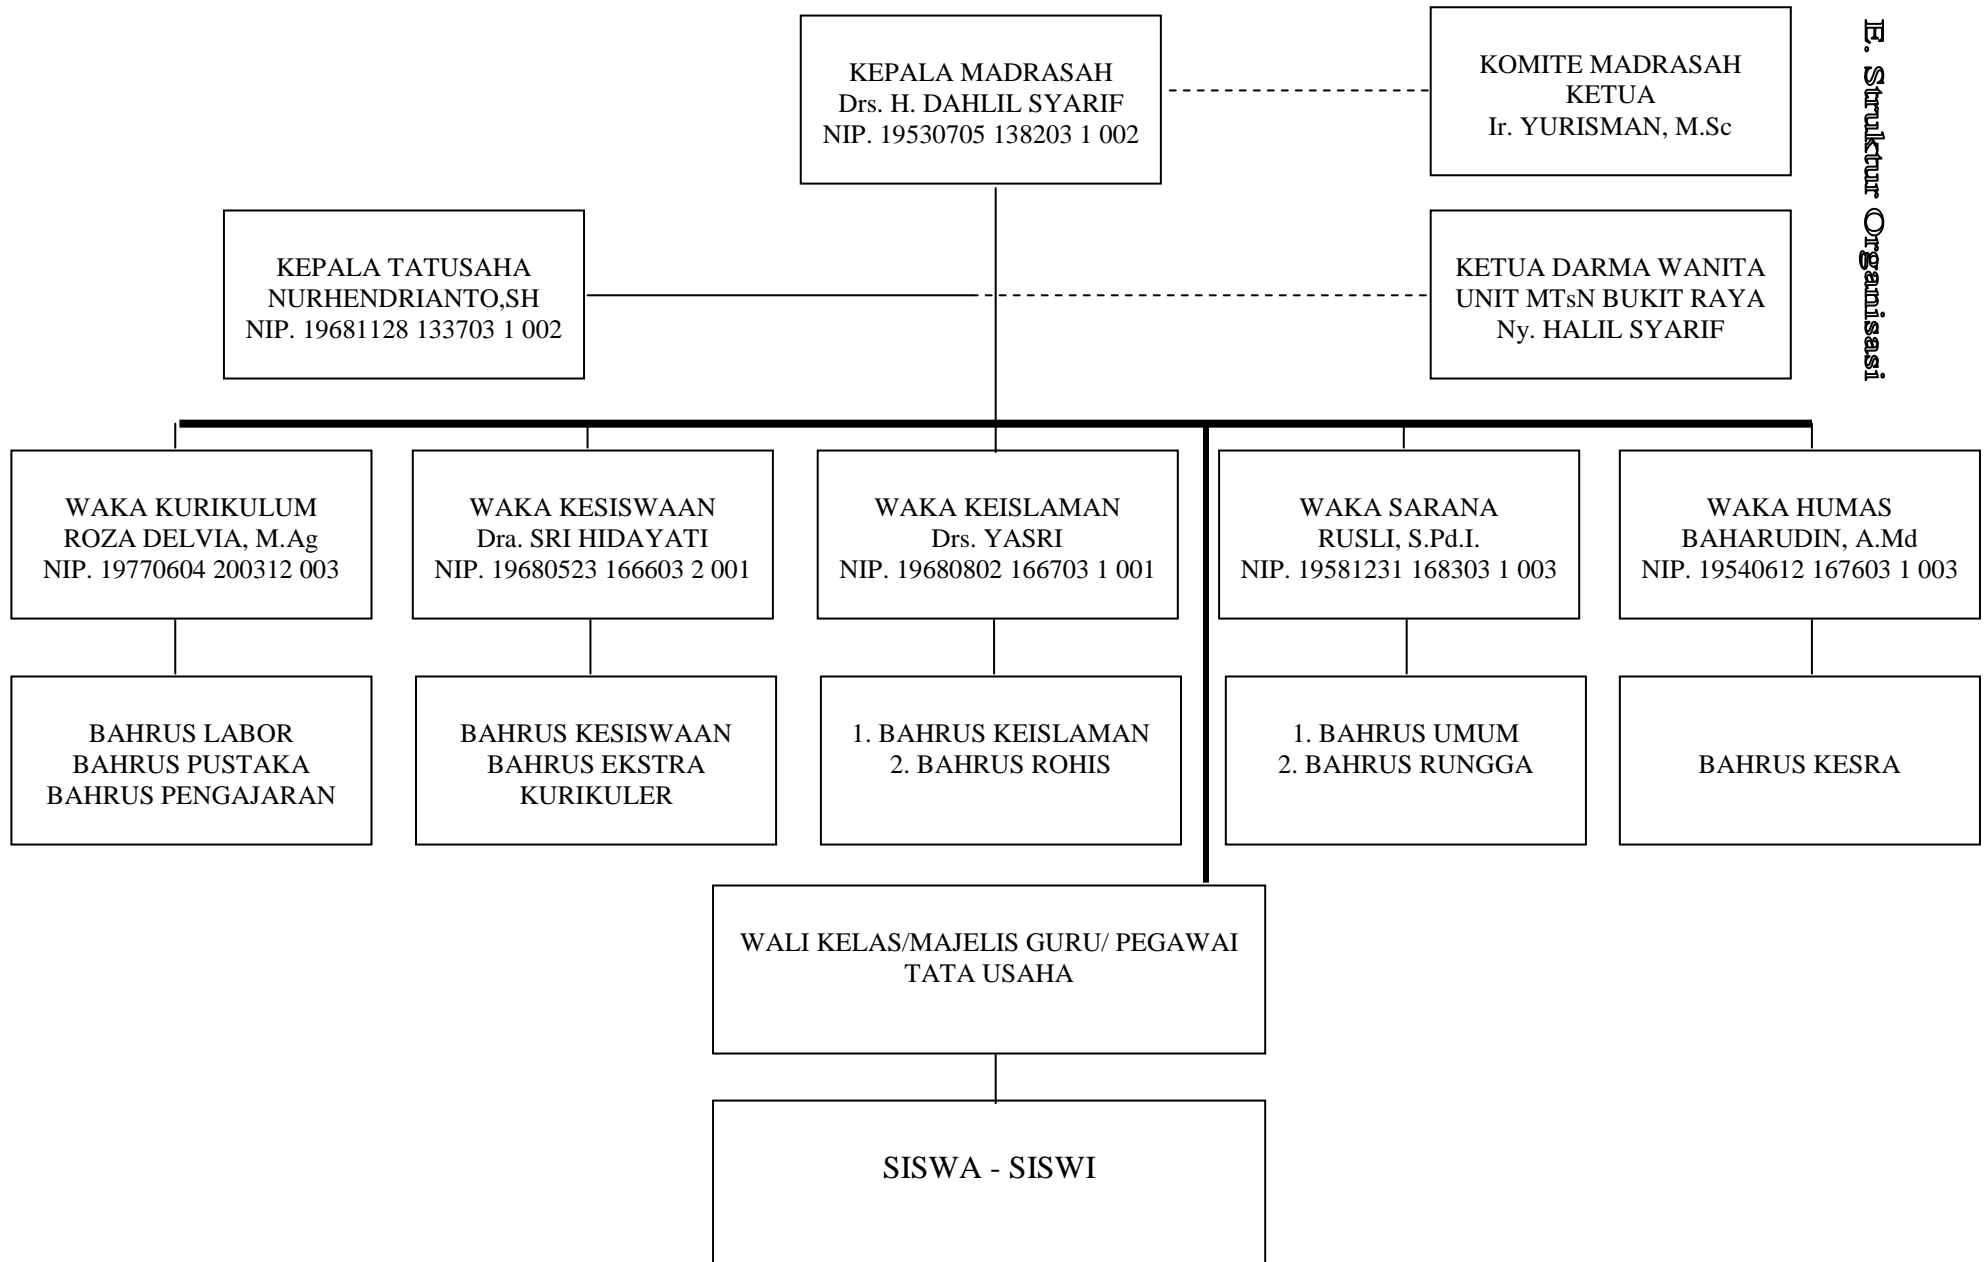 E. Struktur Organisasi
KEPALA MADRASAH
Drs. H. DAHLIL SYARIF
NIP. 19530705 138203 1 002
KOMITE MADRASAH
KETUA
Ir. YURISMAN, M.Sc
KEPALA TATUSAHA
NURHENDRIANTO,SH
NIP. 19681128 133703 1 002
KETUA DARMA WANITA
UNIT MTsN BUKIT RAYA
Ny. HALIL SYARIF
WAKA KURIKULUM
ROZA DELVIA, M.Ag
NIP. 19770604 200312 003
WAKA KESISWAAN
Dra. SRI HIDAYATI
NIP. 19680523 166603 2 001
WAKA KEISLAMAN
Drs. YASRI
NIP. 19680802 166703 1 001
WAKA SARANA
RUSLI, S.Pd.I.
NIP. 19581231 168303 1 003
WAKA HUMAS
BAHARUDIN, A.Md
NIP. 19540612 167603 1 003
BAHRUS LABOR
BAHRUS PUSTAKA
BAHRUS PENGAJARAN
BAHRUS KESISWAAN
BAHRUS EKSTRA
KURIKULER
1. BAHRUS KEISLAMAN
2. BAHRUS ROHIS
1. BAHRUS UMUM
2. BAHRUS RUNGGA
BAHRUS KESRA
WALI KELAS/MAJELIS GURU/ PEGAWAI
TATA USAHA
SISWA - SISWI